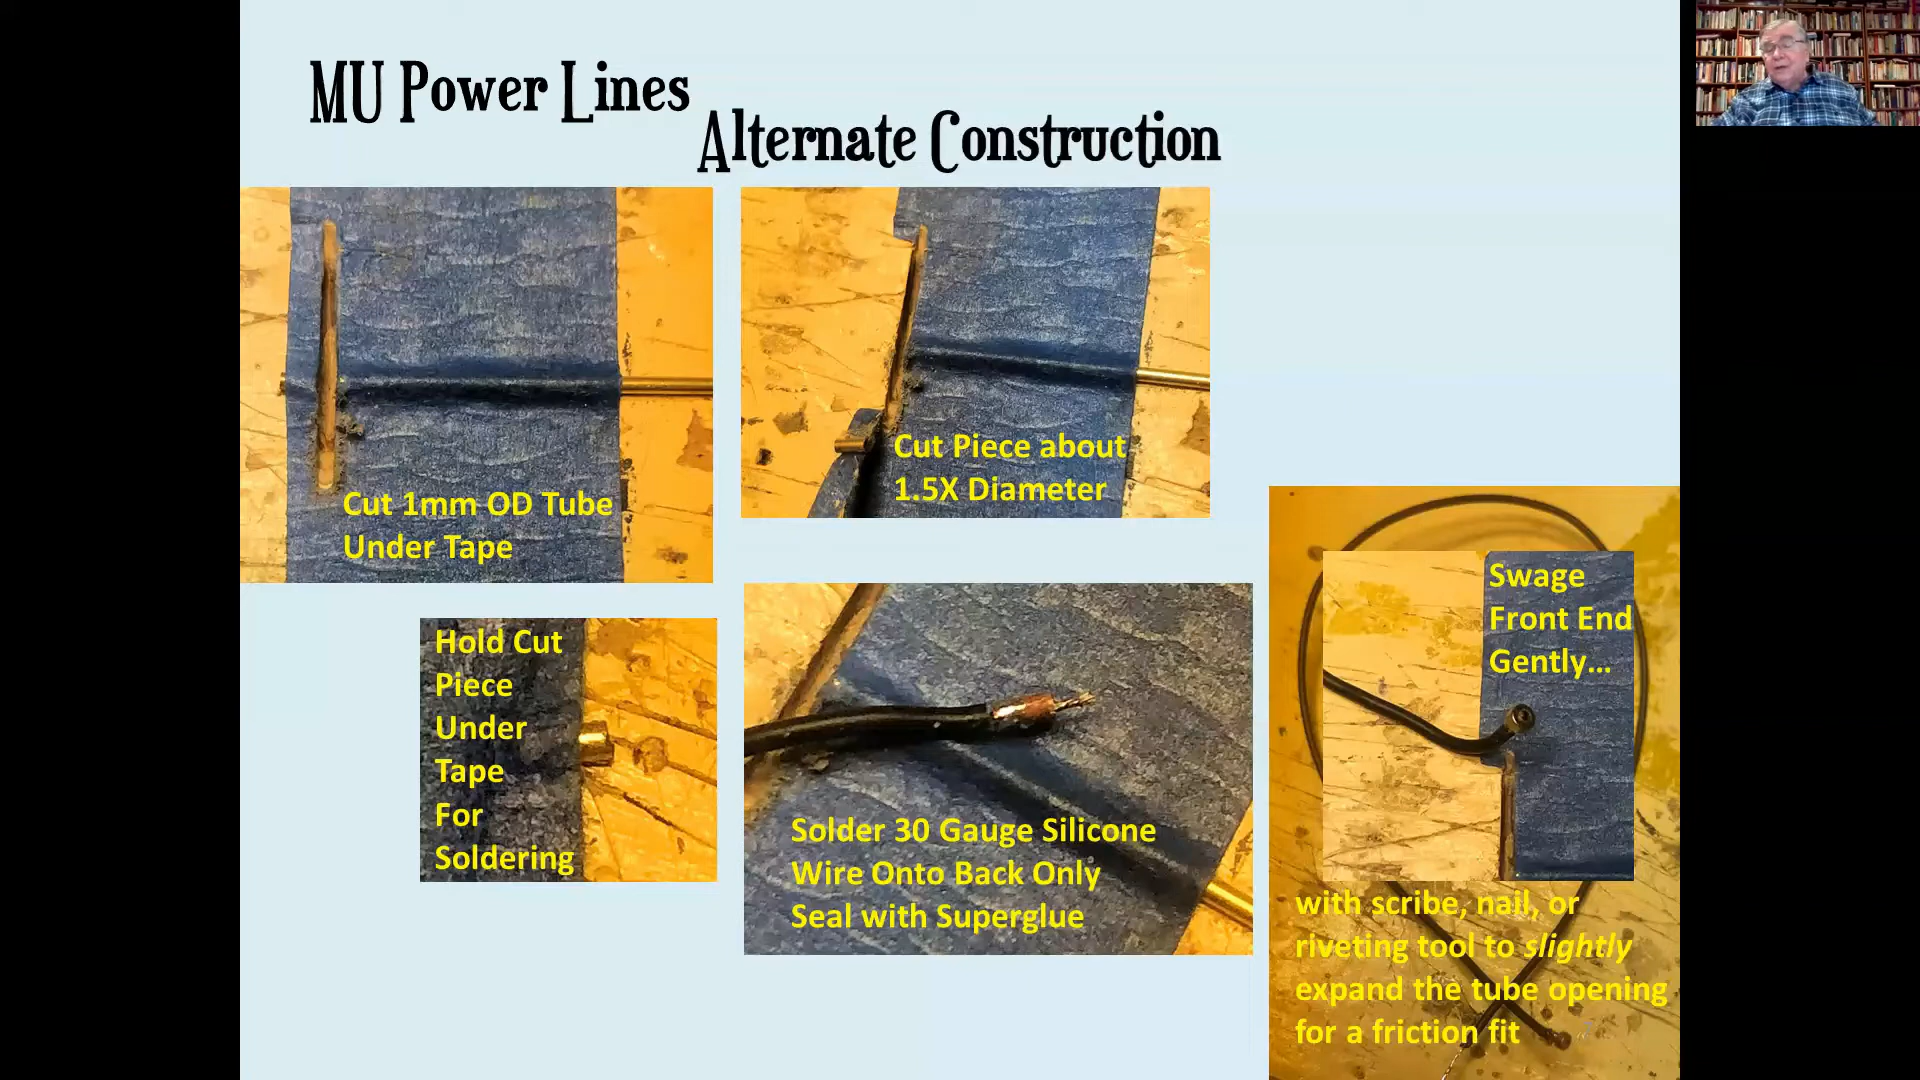 MU Power Lines
Alternate Construction
Cut 1mm OD Tube
Under Tape
Cut Piece about
1.5X Diameter
Hold Cut
Piece
Under
Tape
For
Soldering
Solder 30 Gauge Silicone
Wire Onto Back Only
Seal with Superglue
Swage
Front End
Gently...
with scribe, nail, or
riveting tool to slightly
expand the tube opening
for a friction fit